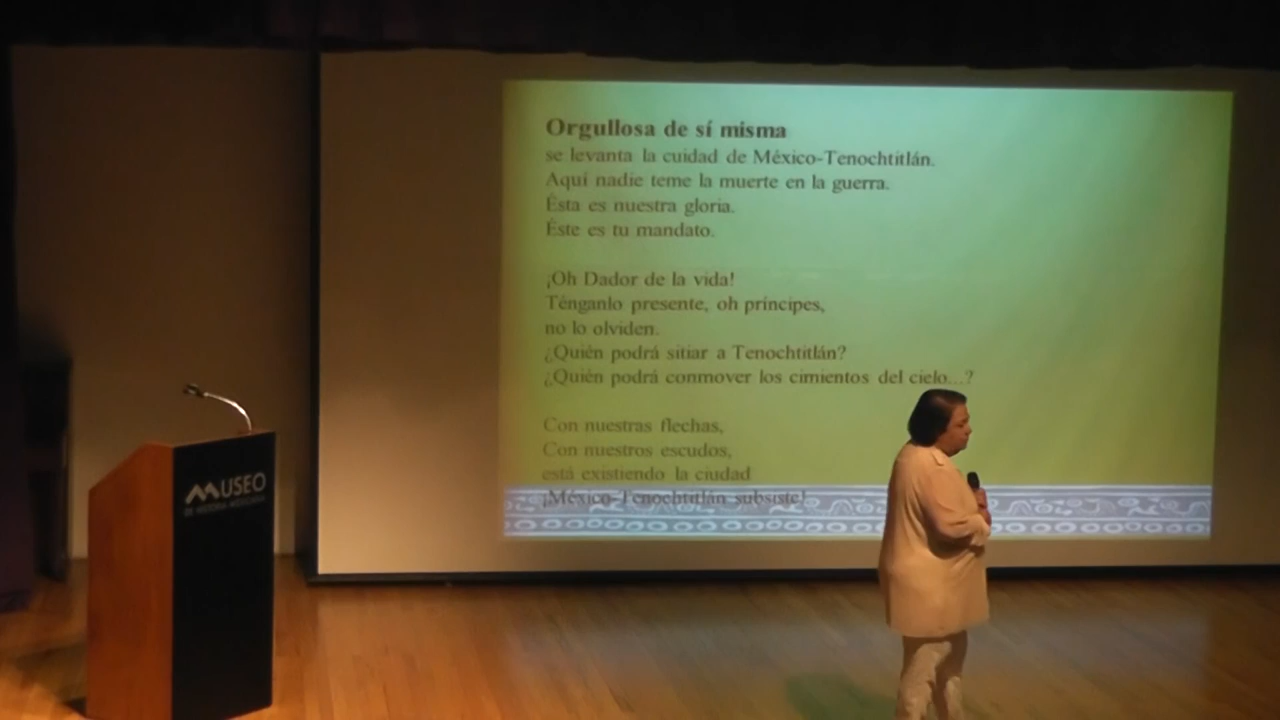 MUSEO
DE HISTORIA MEXICANA
Orgullosa de sí misma
se levanta la cuidad de México-Tenochtitlán.
Aquí nadie teme la muerte en la guerra.
Ésta es nuestra gloria.
Éste es tu mandato.
¡Oh Dador de la vida!
Ténganlo presente, oh príncipes,
no lo olviden.
¿Quién podrá sitiar a Tenochtitlán?
¿Quién podrá conmover los cimientos del cielo...?
Con nuestras flechas,
Con nuestros escudos,
está existiendo la ciudad
¡México-Tenochtitlán subsiste!